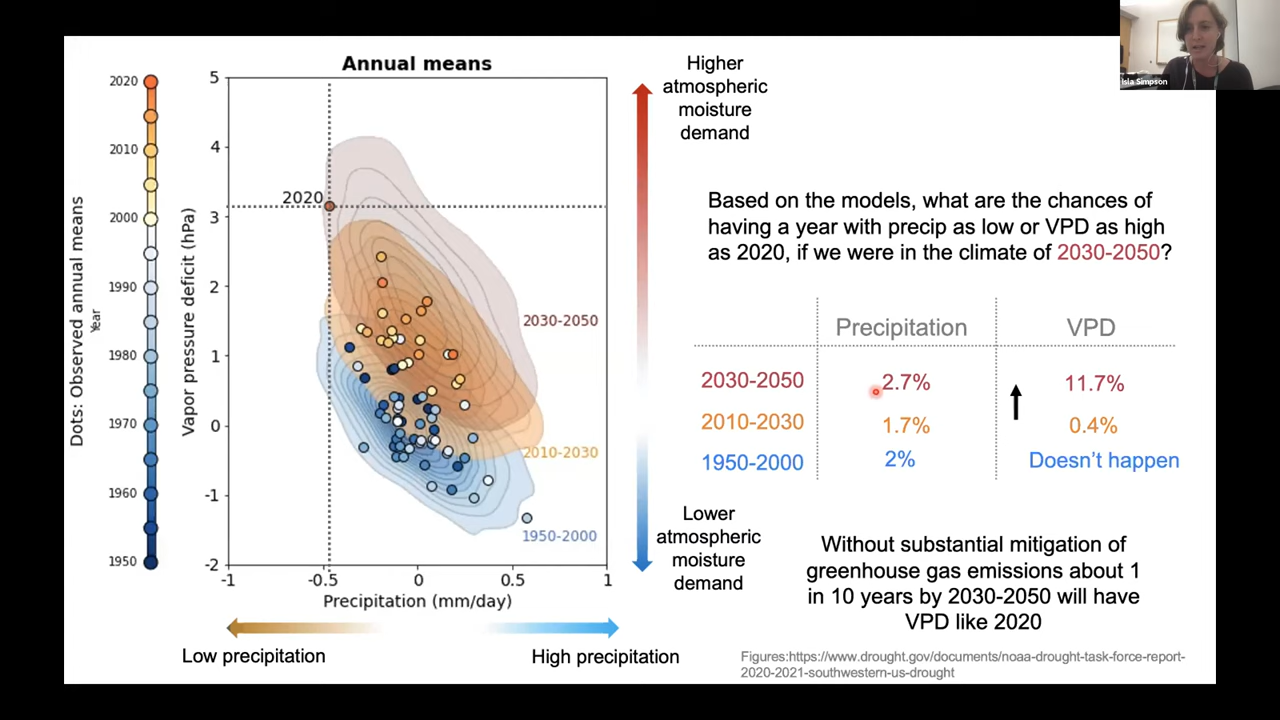 Isla Simpson
Annual means
Higher
atmospheric
moisture
demand
2020
2010
2000
1990
1980
1970
1960
1950
Dots: Observed annual means
Year
Vapor pressure deficit (hPa)
5
4
3
2
1
0
-1
-2
2020
2030-2050
2010-2030
1950-2000
-1
-0.5
0
0.5
1
Precipitation (mm/day)
Low precipitation
High precipitation
Lower
atmospheric
moisture
demand
Based on the models, what are the chances of
having a year with precip as low or VPD as high
as 2020, if we were in the climate of 2030-2050?
Precipitation VPD
2030-2050 2.7% 11.7%
2010-2030 1.7% 0.4%
1950-2000 2% Doesn’t happen
Without substantial mitigation of
greenhouse gas emissions about 1
in 10 years by 2030-2050 will have
VPD like 2020
Figures:https://www.drought.gov/documents/noaa-drought-task-force-report-
2020-2021-southwestern-us-drought